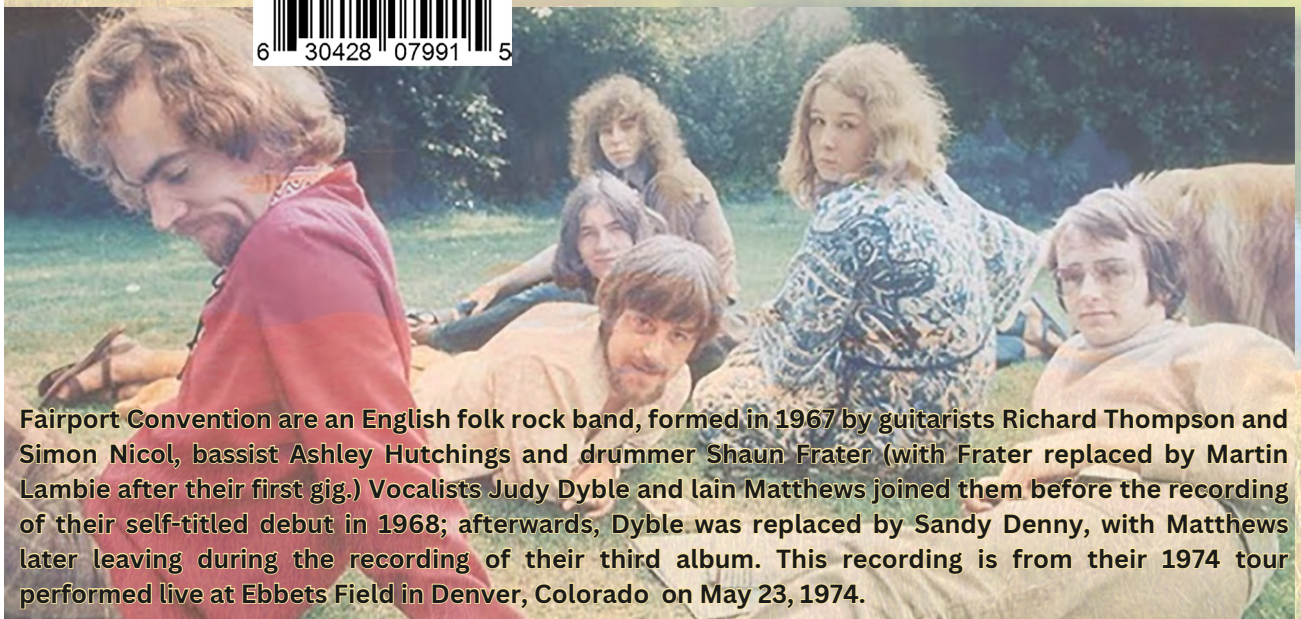 6 30428 07991 5
Fairport Convention are an English folk rock band, formed in 1967 by guitarists Richard Thompson and
Simon Nicol, bassist Ashley Hutchings and drummer Shaun Frater (with Frater replaced by Martin
Lambie after their first gig.) Vocalists Judy Dyble and Iain Matthews joined them before the recording
of their self-titled debut in 1968; afterwards, Dyble was replaced by Sandy Denny, with Matthews
later leaving during the recording of their third album. This recording is from their 1974 tour
performed live at Ebbets Field in Denver, Colorado on May 23, 1974.